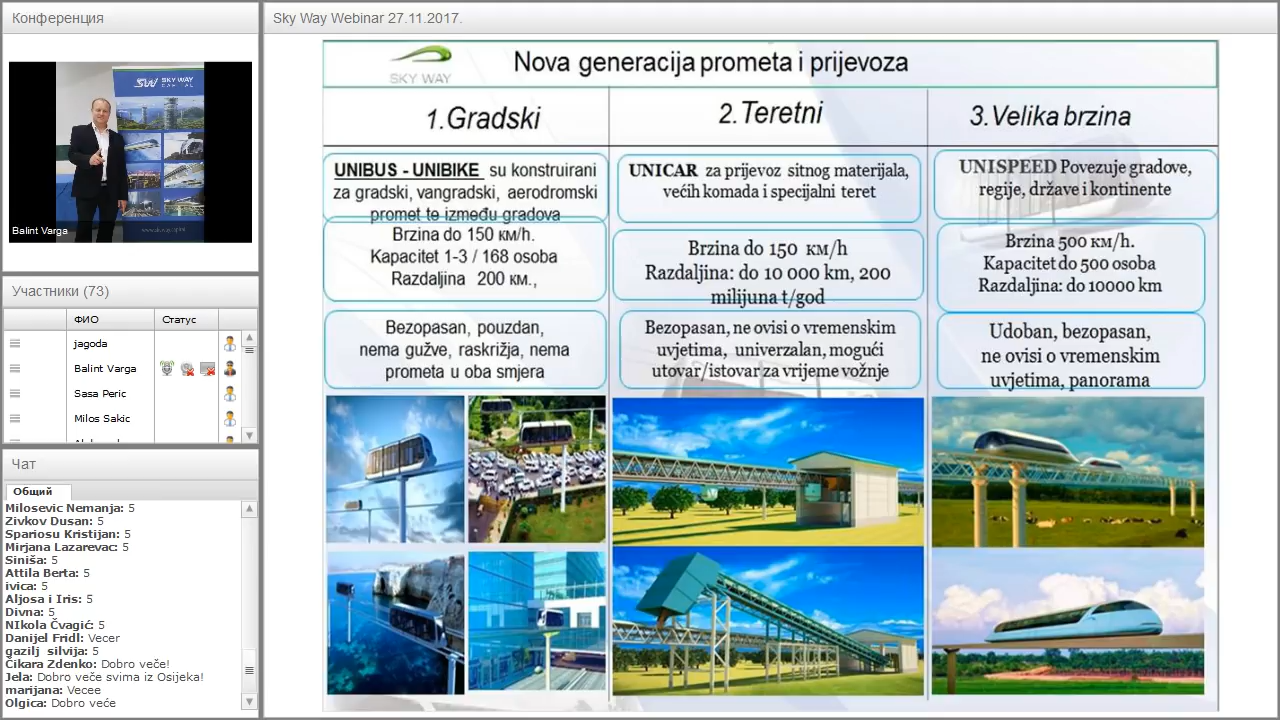 Конференция
SKY WAY
CAPITAL
Balint Varga
Участники (73)
ФИО
Статус
jagoda
Balint Varga
Sasa Peric
Milos Sakic
Чат
Общий
Milosevic Nemanja: 5
Zivkov Dusan: 5
Spariosu Kristijan: 5
Mirjana Lazarevac: 5
Siniša: 5
Attila Berta: 5
ivica: 5
Aljosa i Iris: 5
Divna: 5
NIkola Čvagić: 5
Danijel Fridl: Vecer
gazilj silvija: 5
Čikara Zdenko: Dobro veče!
Jela: Dobro veče svima iz Osijeka!
marijana: Vecee
Olgica: Dobro veće
Sky Way Webinar 27.11.2017.
SKY WAY
Nova generacija prometa i prijevoza
1.Gradski
UNIBUS - UNIBIKE su konstruirani
za gradski, vangradski, aerodromski
promet te između gradova
Brzina do 150 км/h.
Kapacitet 1-3 / 168 osoba
Razdaljina 200 км.,
Bezopasan, pouzdan,
nema gužve, raskrižja, nema
prometa u oba smjera
2.Teretni
UNICAR za prijevoz sitnog materijala,
većih komada i specijalni teret
Brzina do 150 км/h
Razdaljina: do 10 000 km, 200
milijuna t/god
Bezopasan, ne ovisi o vremenskim
uvjetima, univerzalan, mogući
utovar/istovar za vrijeme vožnje
3.Velika brzina
UNISPEED Povezuje gradove,
regije, države i kontinente
Brzina 500 км/h.
Kapacitet do 500 osoba
Razdaljina: do 10000 km
Udoban, bezopasan,
ne ovisi o vremenskim
uvjetima, panorama